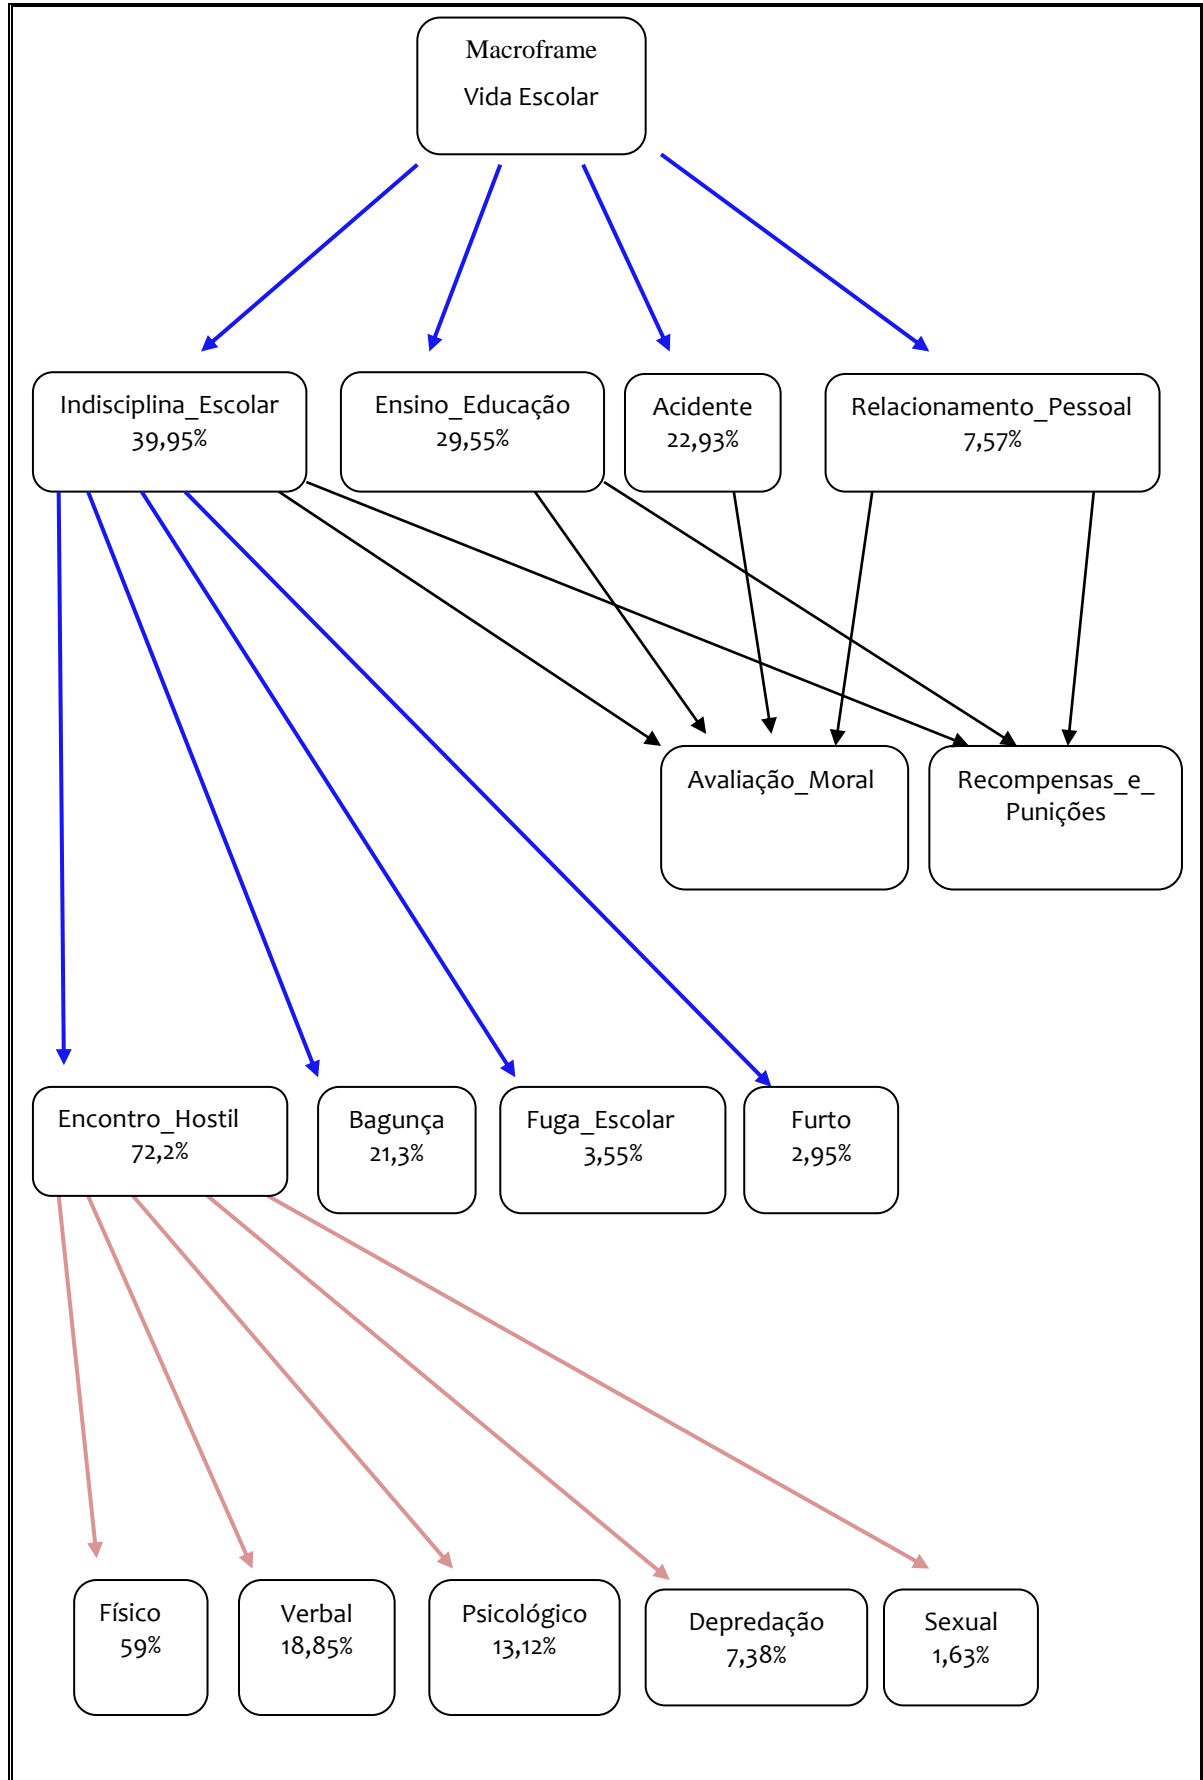 Macroframe
Vida Escolar
Indisciplina_Escolar
39,95%
Ensino_Educação
29,55%
Acidente
22,93%
Relacionamento_Pessoal
7,57%
Avaliação_Moral
Recompensas_e_
Punições
Encontro_Hostil
72,2%
Bagunça
21,3%
Fuga_Escolar
3,55%
Furto
2,95%
Físico
59%
Verbal
18,85%
Psicológico
13,12%
Depredação
7,38%
Sexual
1,63%